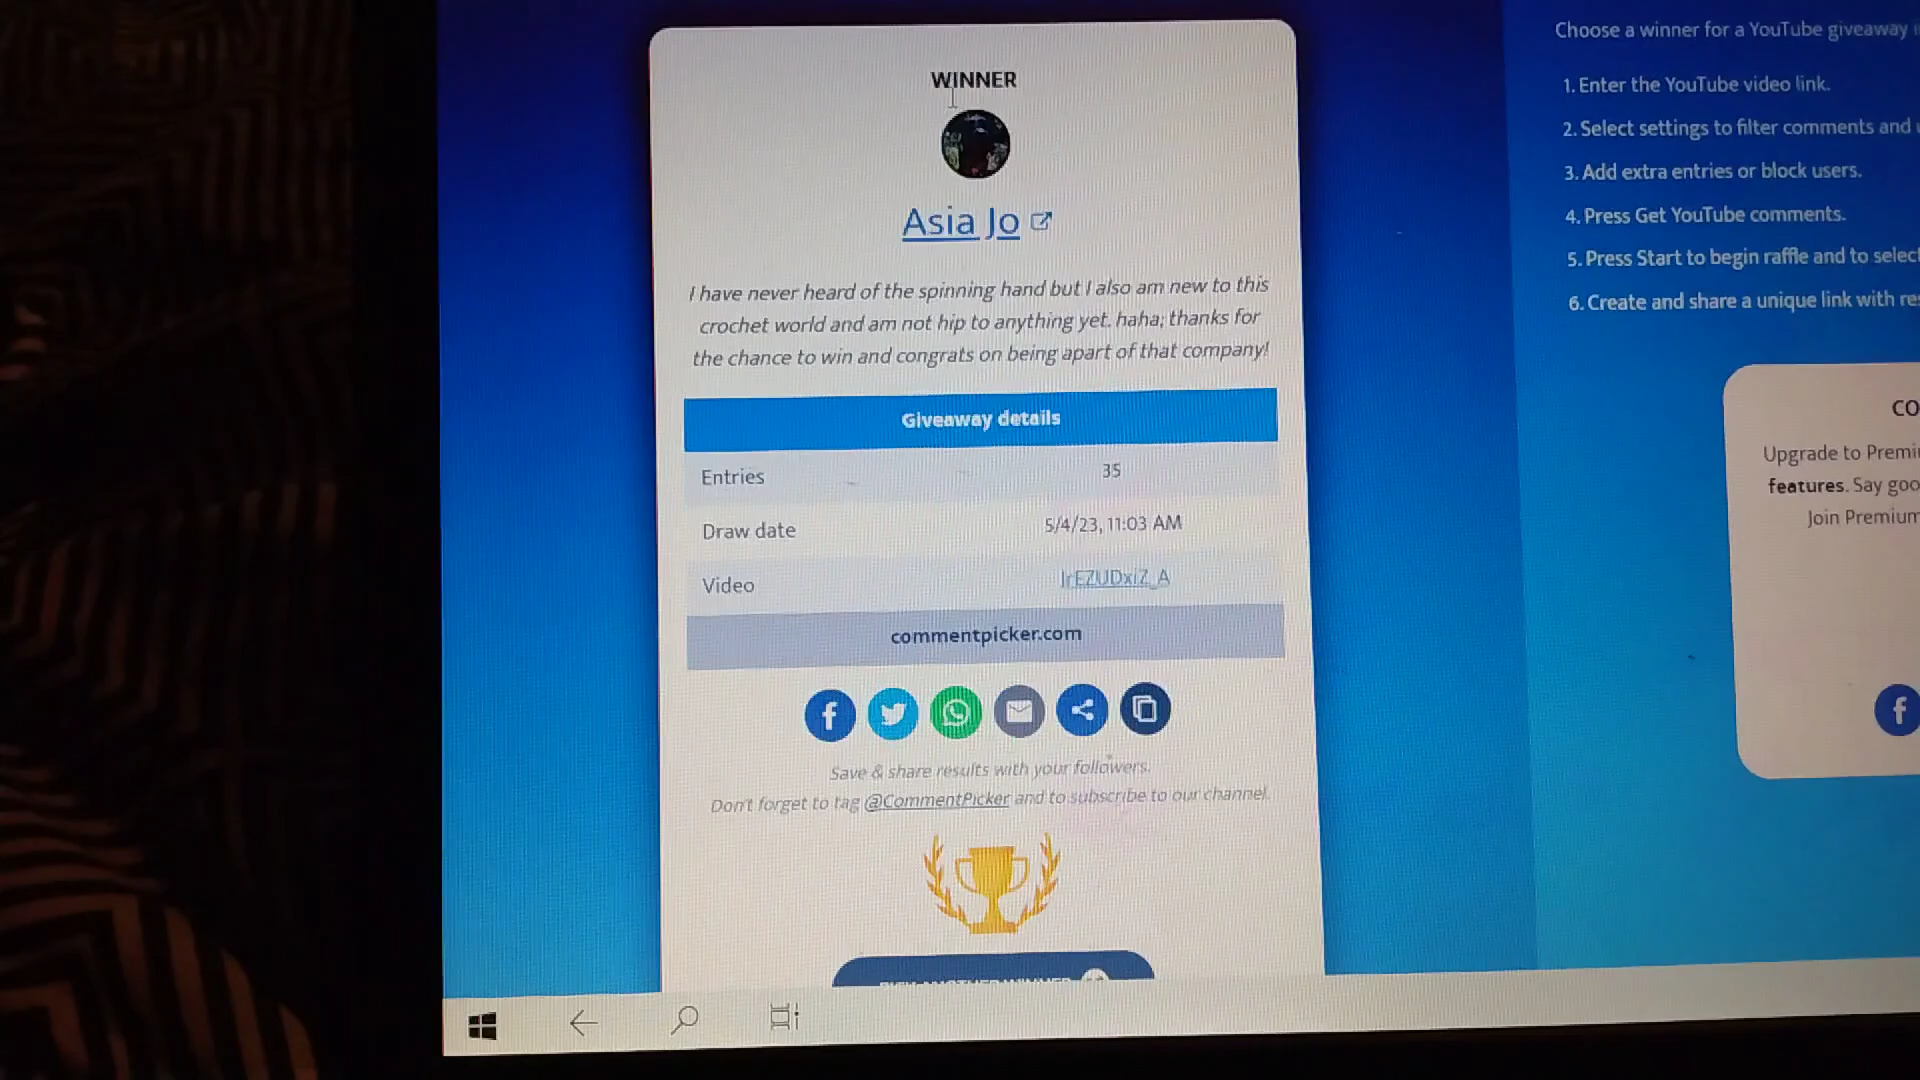 WINNER
Asia Jo
I have never heard of the spinning hand but I also am new to this
crochet world and am not hip to anything yet. haha; thanks for
the chance to win and congrats on being apart of that company!
Giveaway details
Entries 35
Draw date 5/4/23, 11:03 AM
Video IrEZUDxiZ_A
commentpicker.com
Save & share results with your followers.
Don't forget to tag @CommentPicker and to subscribe to our channel.
Choose a winner for a YouTube giveaway
1. Enter the YouTube video link.
2. Select settings to filter comments and
3. Add extra entries or block users.
4. Press Get YouTube comments.
5. Press Start to begin raffle and to select
6. Create and share a unique link with
CO
Upgrade to
features. Say
Join Premium